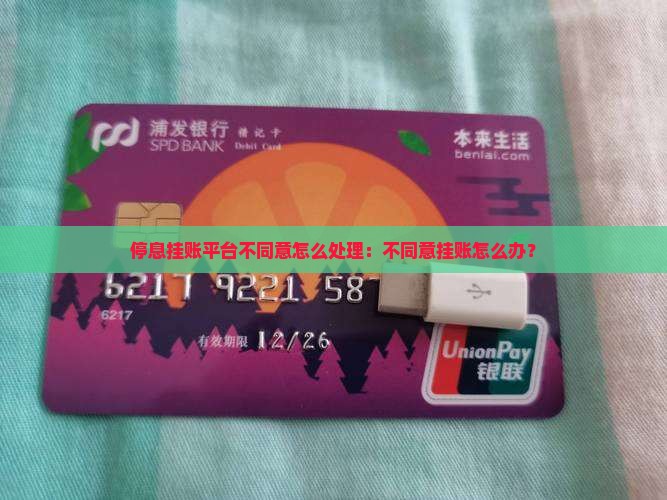 浦发银行 借记卡
SPD BANK Debit Card
本来生活
benlai.com
停息挂账平台不同意怎么处理：不同意挂账怎么办？
6217 9221 58
6217
有效期限 12/26
UnionPay
银联